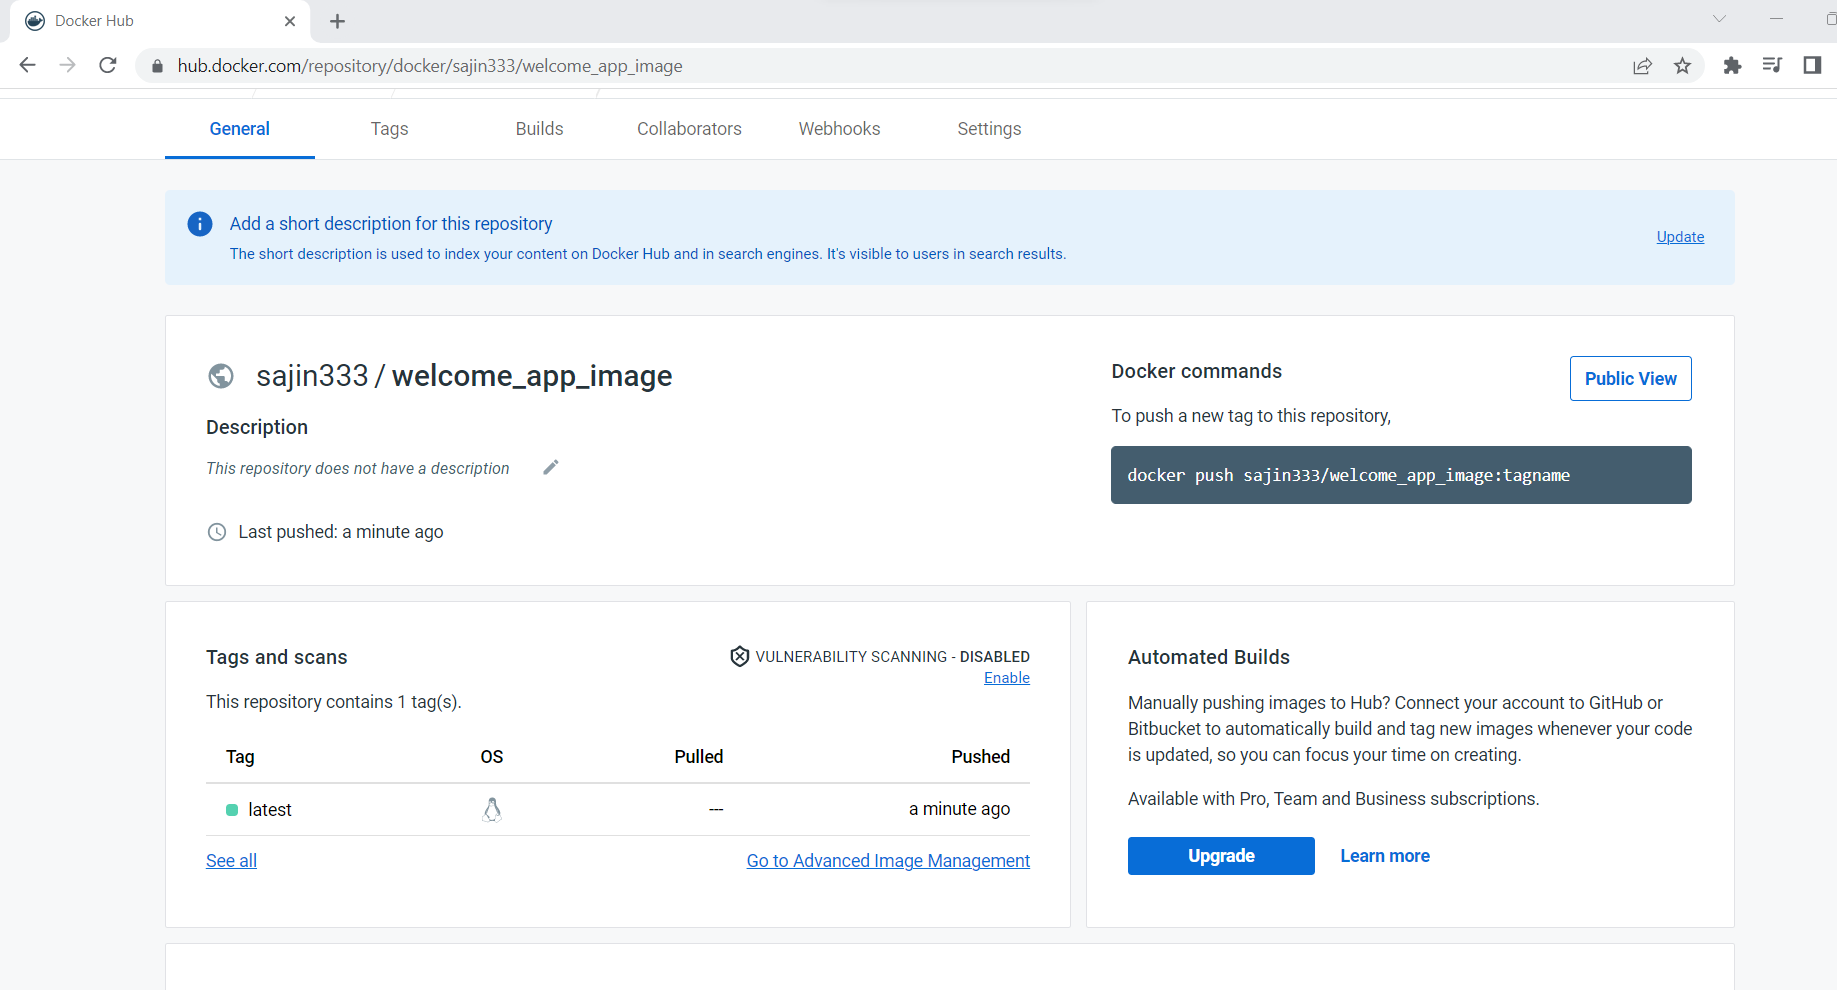 Docker Hub
hub.docker.com/repository/docker/sajin333/welcome_app_image
General Tags Builds Collaborators Webhooks Settings
Add a short description for this repository
The short description is used to index your content on Docker Hub and in search engines. It's visible to users in search results.
Update
sajin333 / welcome_app_image
Description
This repository does not have a description
Last pushed: a minute ago
Docker commands
Public View
To push a new tag to this repository,
docker push sajin333/welcome_app_image:tagname
Tags and scans
VULNERABILITY SCANNING - DISABLED
Enable
This repository contains 1 tag(s).
Tag OS Pulled Pushed
latest --- a minute ago
See all Go to Advanced Image Management
Automated Builds
Manually pushing images to Hub? Connect your account to GitHub or
Bitbucket to automatically build and tag new images whenever your code
is updated, so you can focus your time on creating.
Available with Pro, Team and Business subscriptions.
Upgrade Learn more